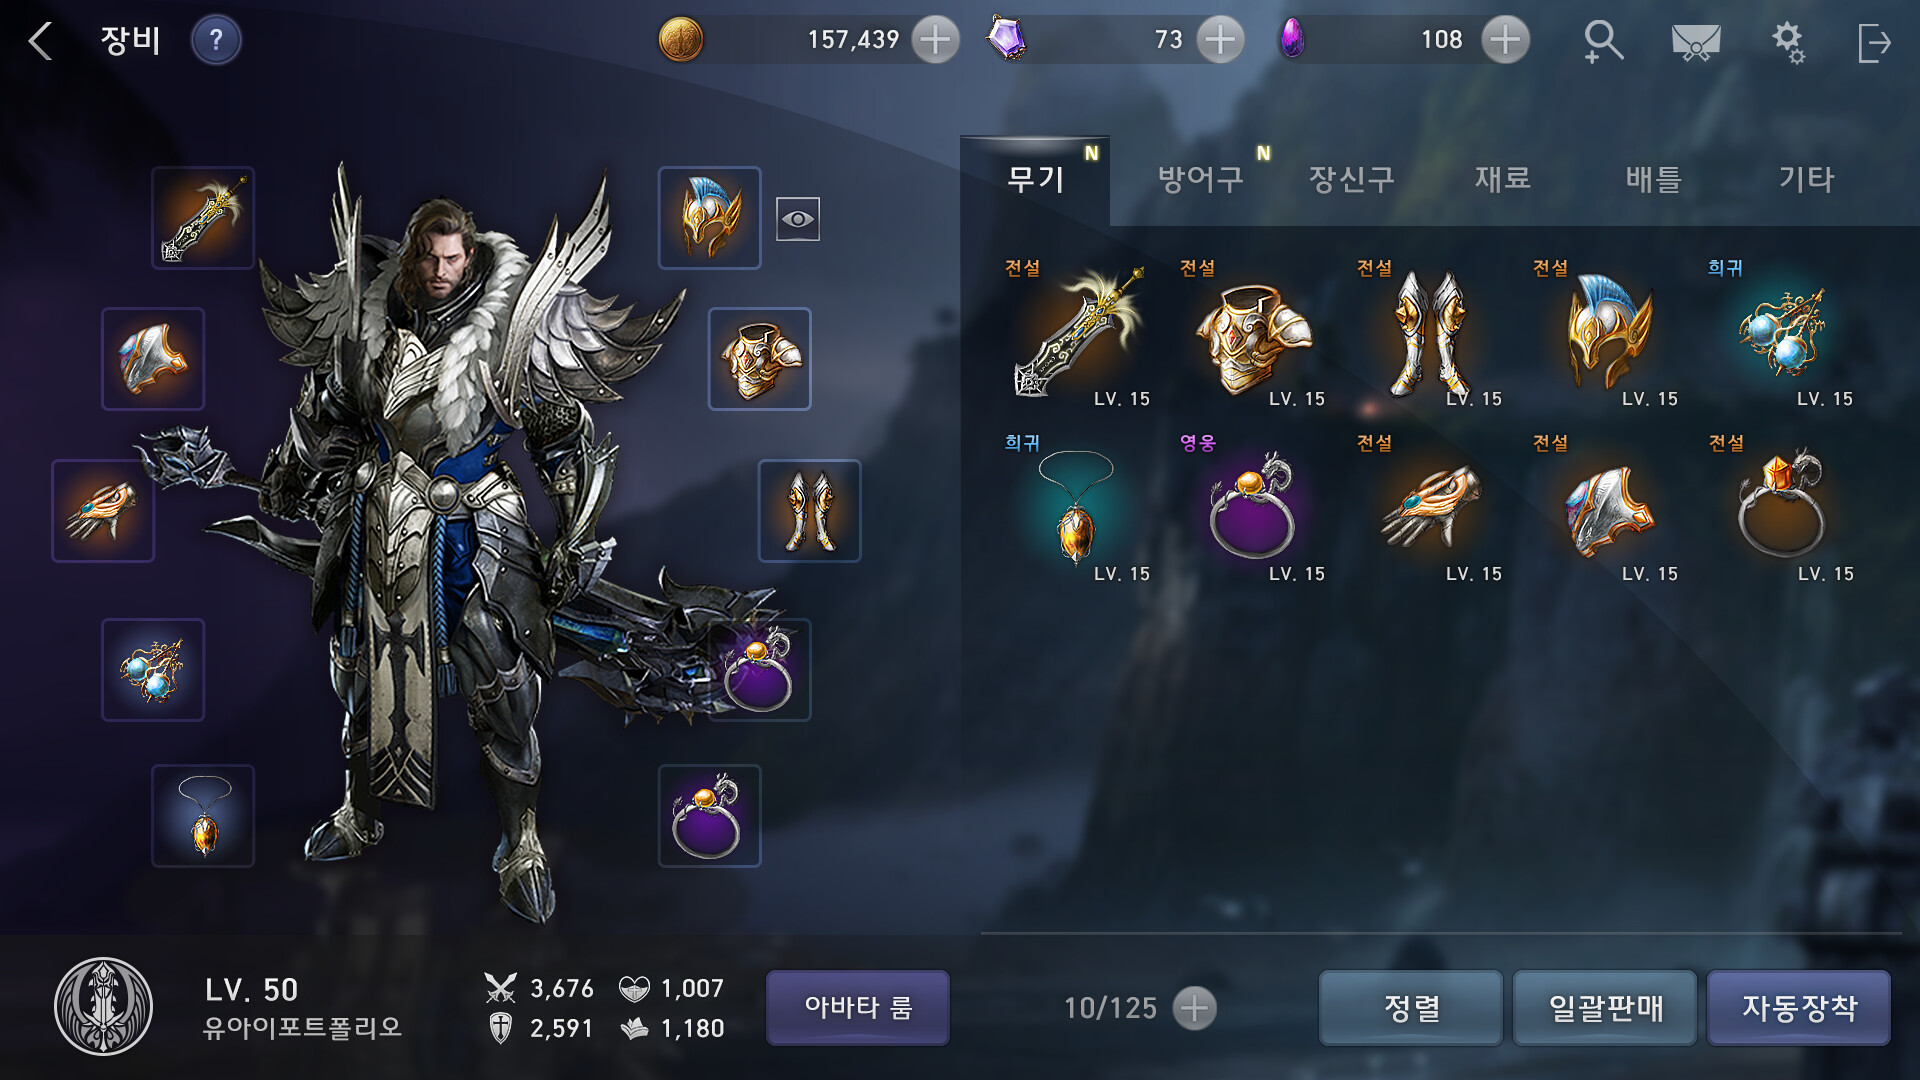 장비 ? 157,439 73 108
무기 N 방어구 N 장신구 재료 배틀 기타
전설 전설 전설 전설 희귀
LV. 15 LV. 15 LV. 15 LV. 15 LV. 15
희귀 영웅 전설 전설 전설
LV. 15 LV. 15 LV. 15 LV. 15 LV. 15
LV. 50 3,676 1,007
유아이포트폴리오 2,591 1,180
아바타 룸 10/125 정렬 일괄판매 자동장착